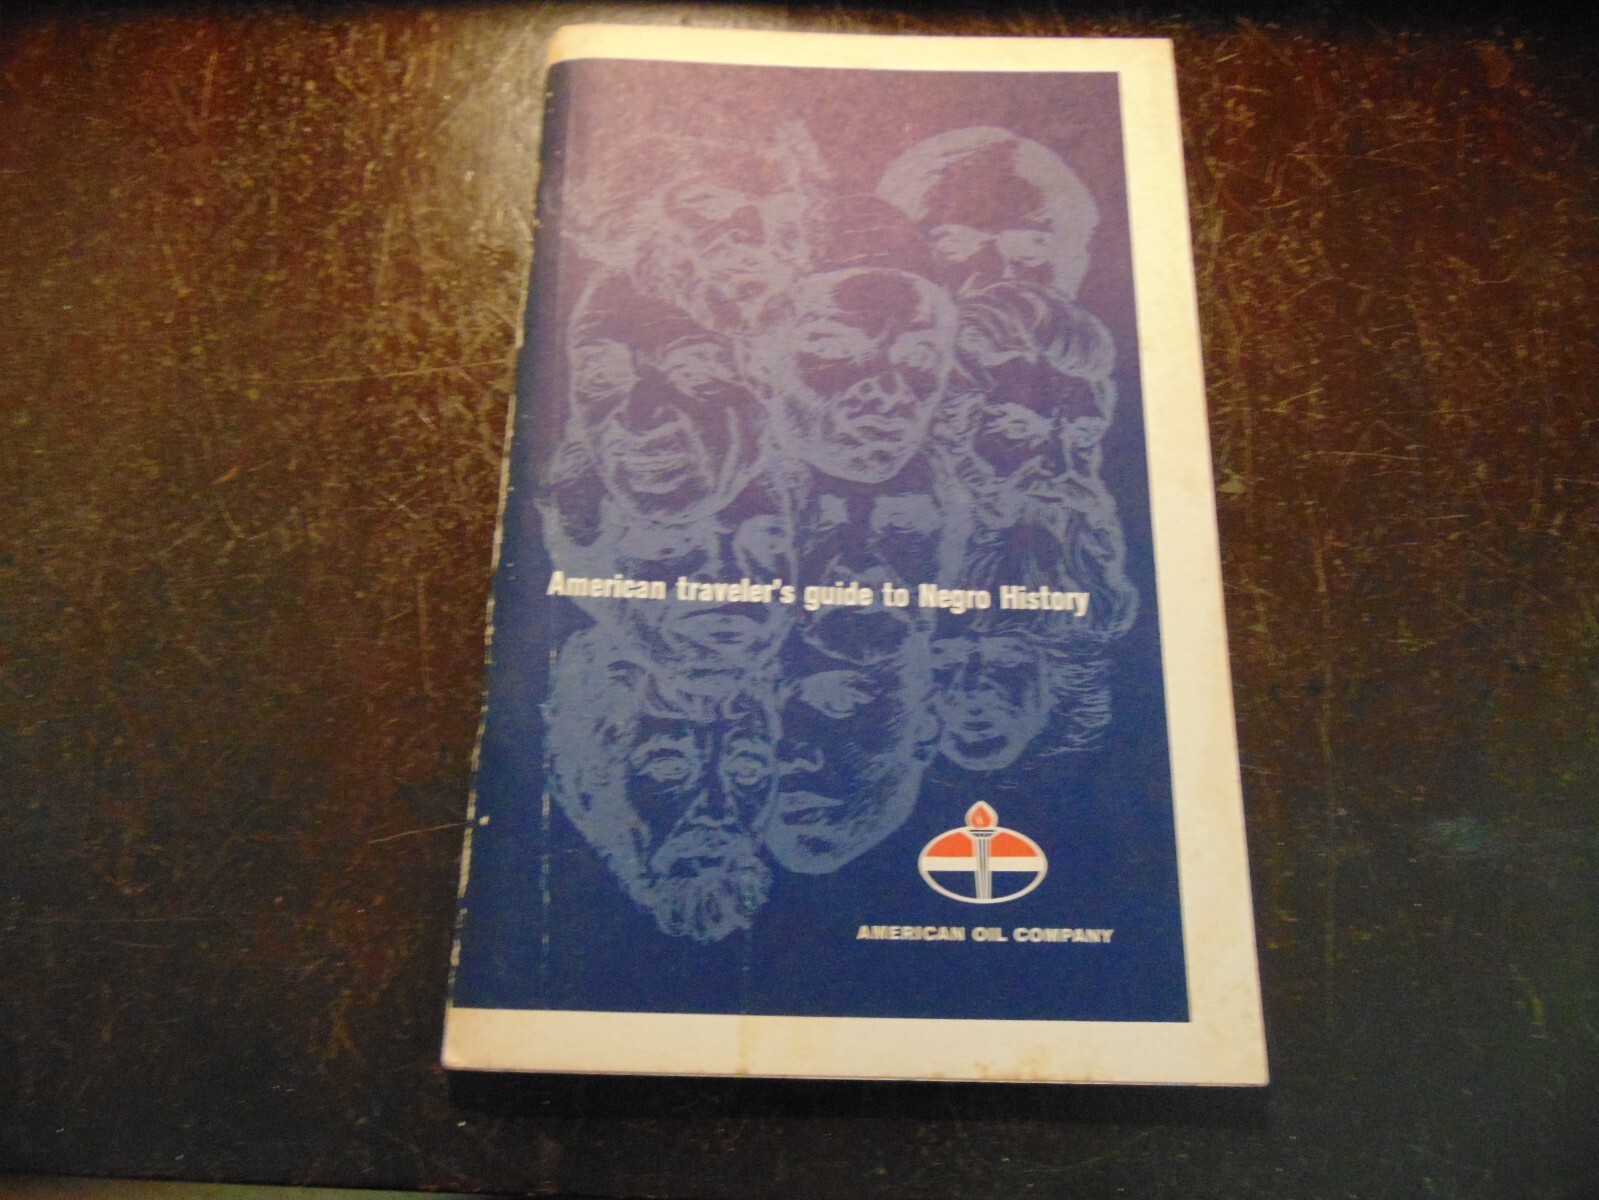 American traveler's guide to Negro History
AMERICAN OIL COMPANY